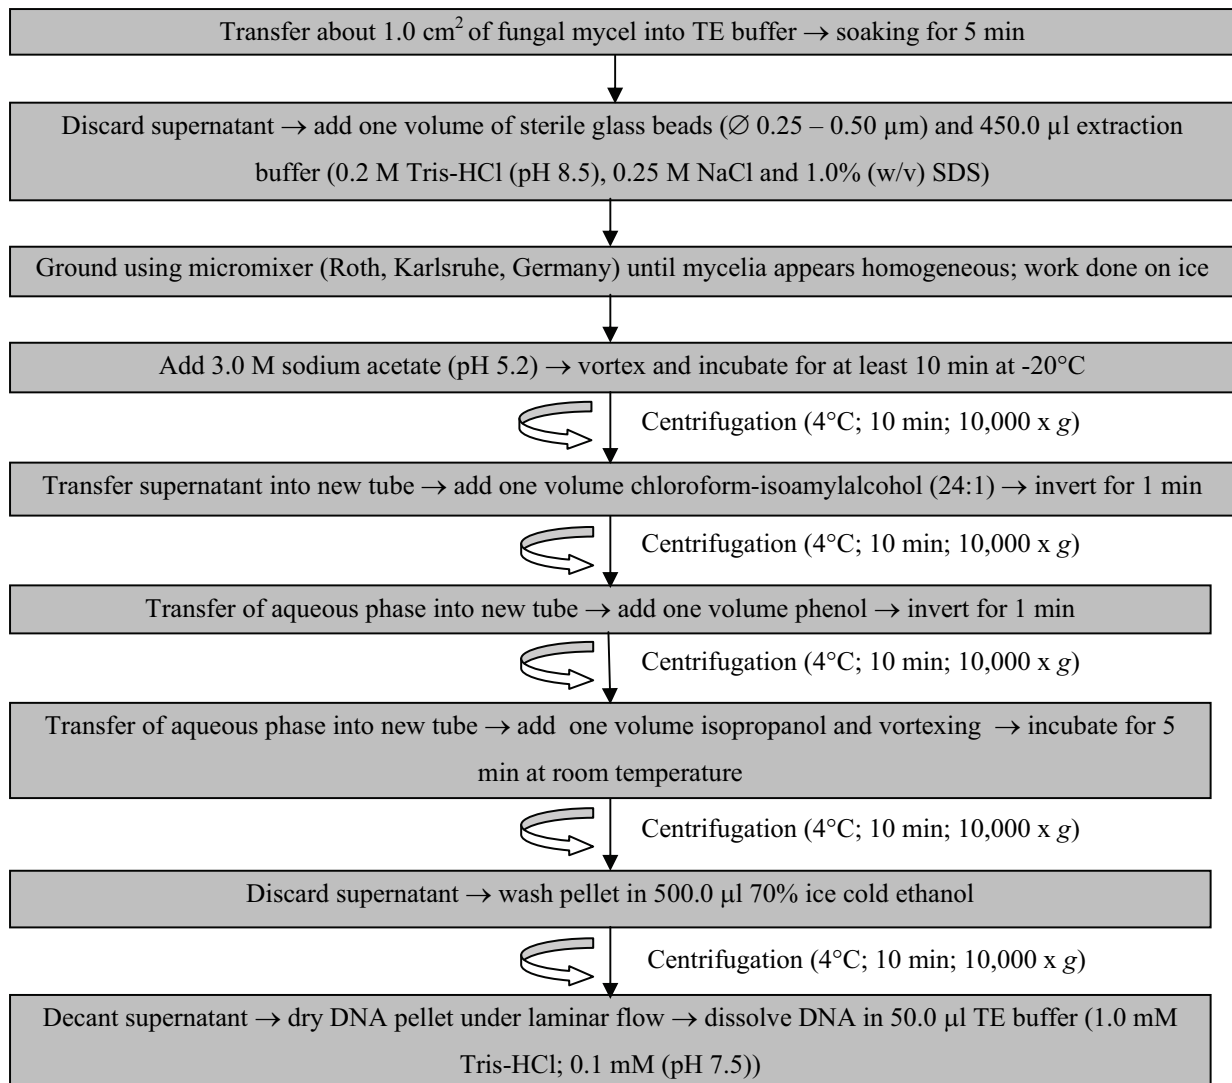 Transfer about 1.0 cm² of fungal mycel into TE buffer → soaking for 5 min
Discard supernatant → add one volume of sterile glass beads (∅ 0.25 – 0.50 µm) and 450.0 µl extraction
buffer (0.2 M Tris-HCl (pH 8.5), 0.25 M NaCl and 1.0% (w/v) SDS)
Ground using micromixer (Roth, Karlsruhe, Germany) until mycelia appears homogeneous; work done on ice
Add 3.0 M sodium acetate (pH 5.2) → vortex and incubate for at least 10 min at -20°C
Centrifugation (4°C; 10 min; 10,000 x g)
Transfer supernatant into new tube → add one volume chloroform-isoamylalcohol (24:1) → invert for 1 min
Centrifugation (4°C; 10 min; 10,000 x g)
Transfer of aqueous phase into new tube → add one volume phenol → invert for 1 min
Centrifugation (4°C; 10 min; 10,000 x g)
Transfer of aqueous phase into new tube → add one volume isopropanol and vortexing → incubate for 5
min at room temperature
Centrifugation (4°C; 10 min; 10,000 x g)
Discard supernatant → wash pellet in 500.0 µl 70% ice cold ethanol
Centrifugation (4°C; 10 min; 10,000 x g)
Decant supernatant → dry DNA pellet under laminar flow → dissolve DNA in 50.0 µl TE buffer (1.0 mM
Tris-HCl; 0.1 mM (pH 7.5))